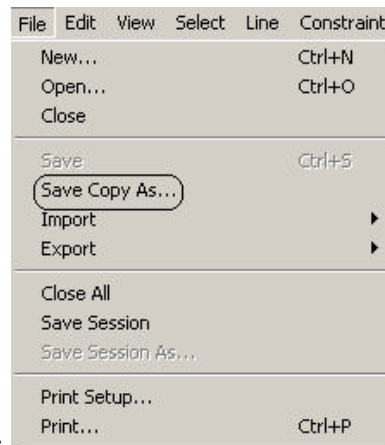 File Edit View Select Line Constraint
New... Ctrl+N
Open... Ctrl+O
Close
Save Ctrl+S
Save Copy As...
Import
Export
Close All
Save Session
Save Session As...
Print Setup...
Print... Ctrl+P